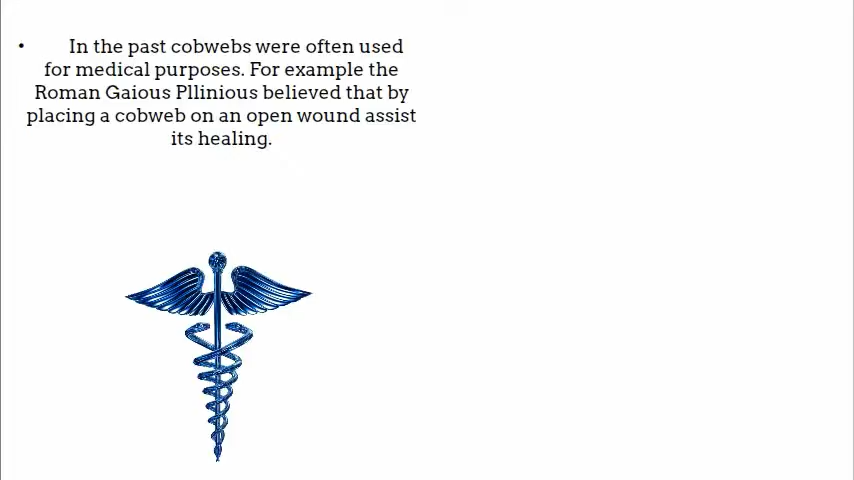 • In the past cobwebs were often used
for medical purposes. For example the
Roman Gaious Pllinious believed that by
placing a cobweb on an open wound assist
its healing.